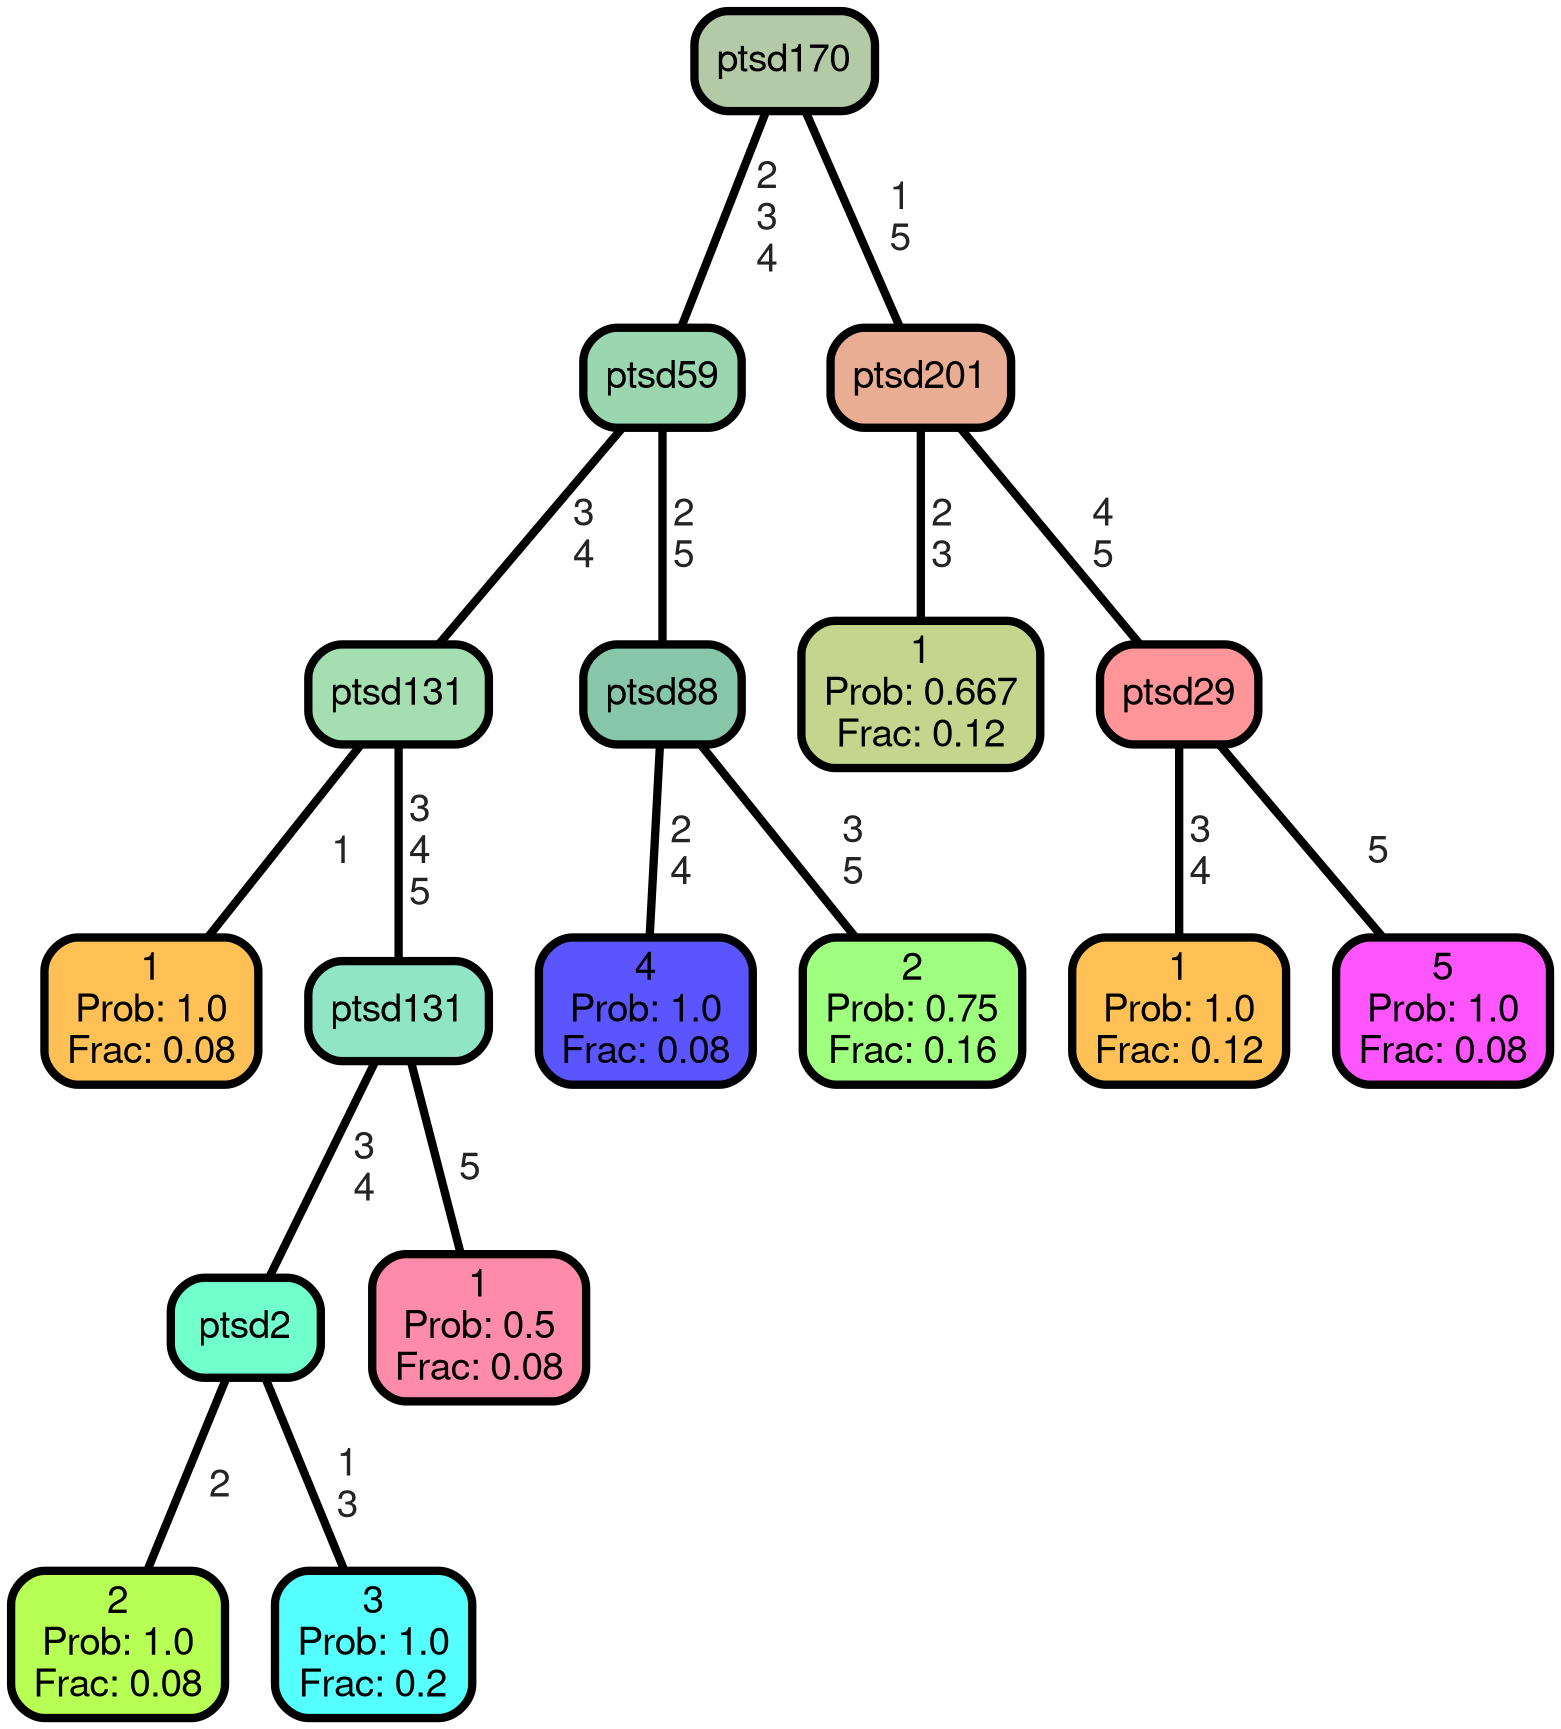 ptsd170
2
3
4
1
5
ptsd59
ptsd201
3
4
2
5
2
3
4
5
ptsd131
ptsd88
1
Prob: 0.667
Frac: 0.12
ptsd29
1
3
4
5
2
4
3
5
3
4
5
1
Prob: 1.0
Frac: 0.08
ptsd131
4
Prob: 1.0
Frac: 0.08
2
Prob: 0.75
Frac: 0.16
1
Prob: 1.0
Frac: 0.12
5
Prob: 1.0
Frac: 0.08
3
4
5
ptsd2
1
Prob: 0.5
Frac: 0.08
2
1
3
2
Prob: 1.0
Frac: 0.08
3
Prob: 1.0
Frac: 0.2